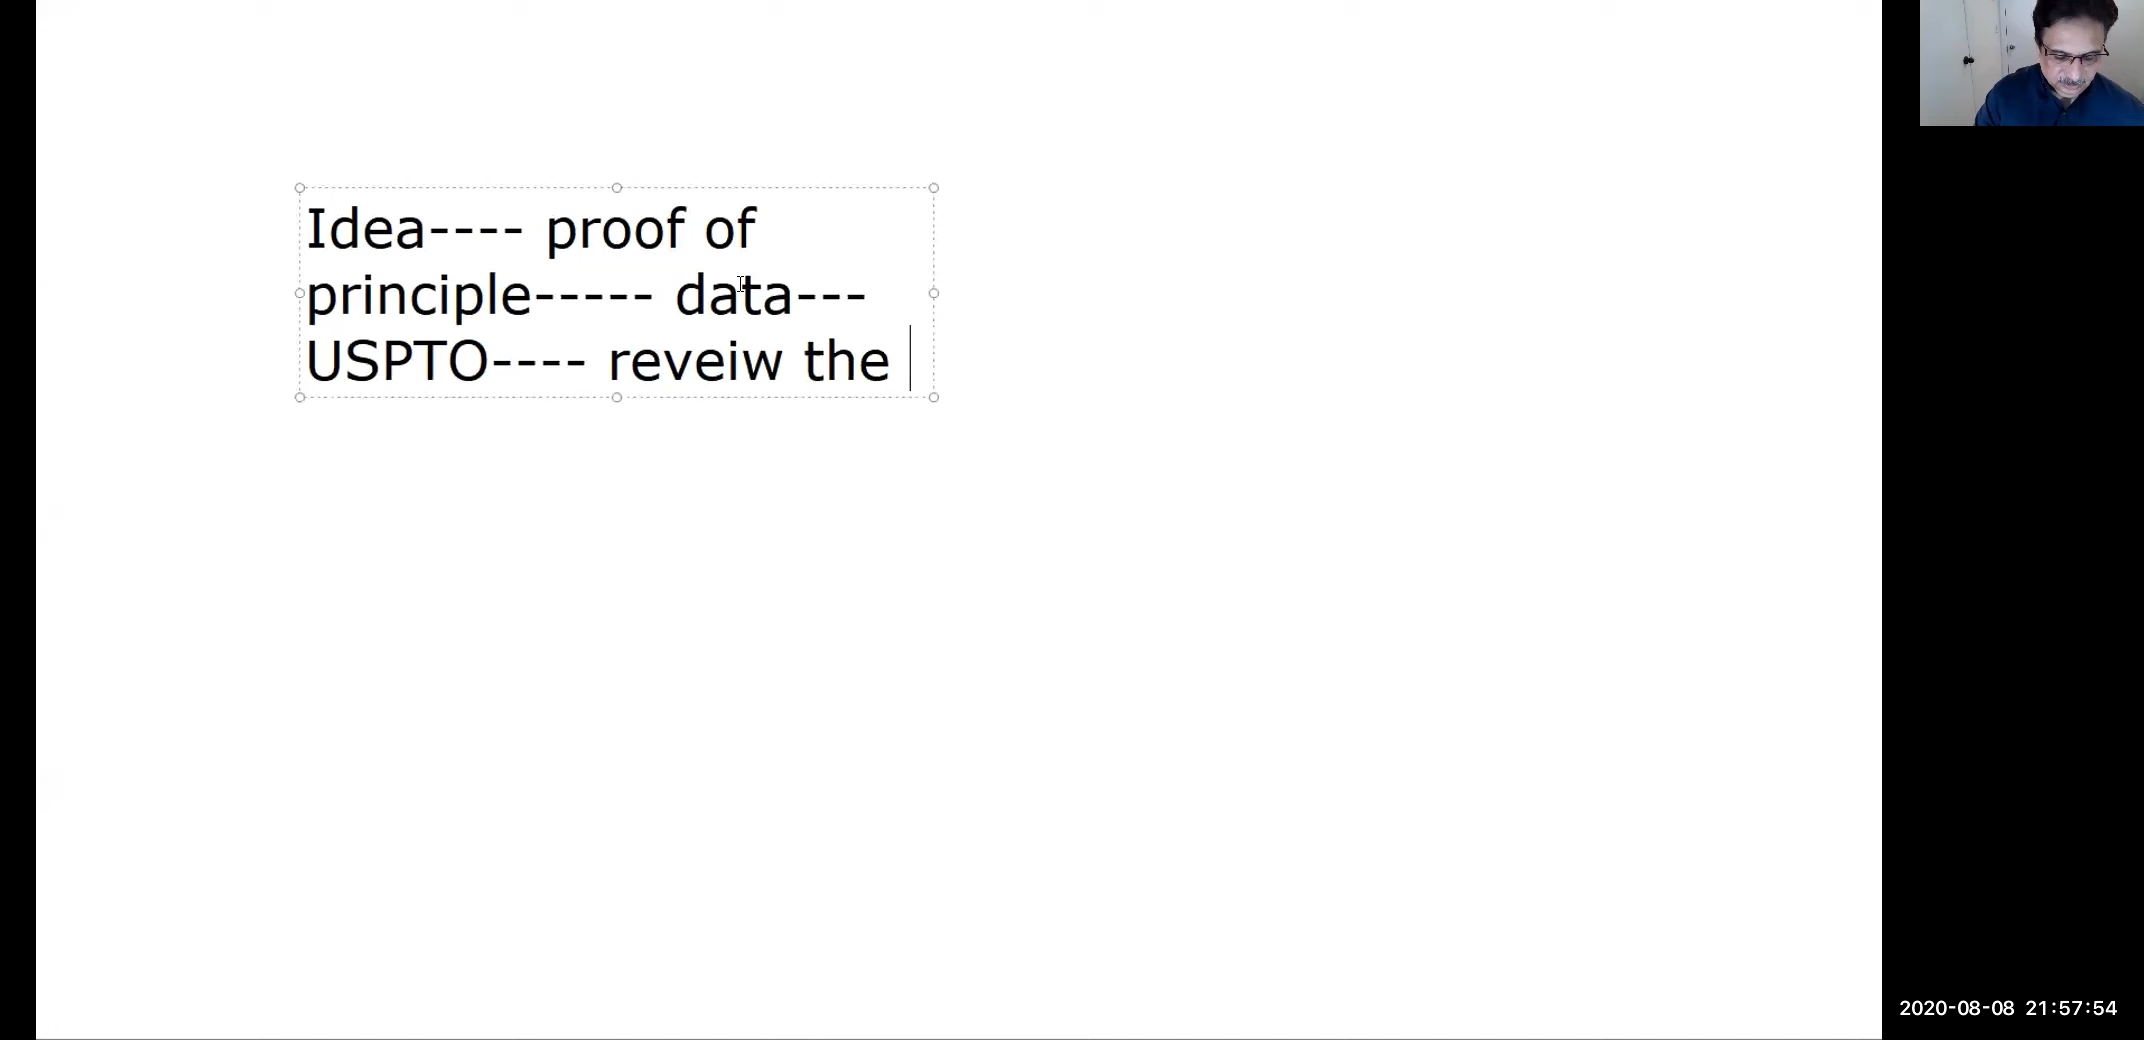 Idea---- proof of
principle----- data---
USPTO---- reveiw the
2020-08-08 21:57:54